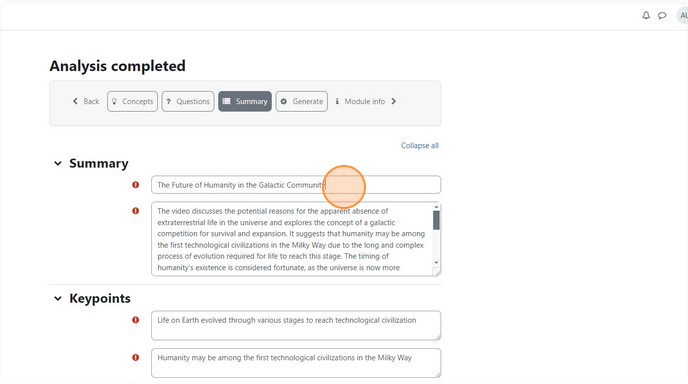 AU
Analysis completed
Back
Concepts
? Questions
Summary
Generate
Module info
Collapse all
Summary
The Future of Humanity in the Galactic Community
The video discusses the potential reasons for the apparent absence of
extraterrestrial life in the universe and explores the concept of a galactic
competition for survival and expansion. It suggests that humanity may be among
the first technological civilizations in the Milky Way due to the long and complex
process of evolution required for life to reach this stage. The timing of
humanity's existence is considered fortunate, as the universe is now more
Keypoints
Life on Earth evolved through various stages to reach technological civilization
Humanity may be among the first technological civilizations in the Milky Way